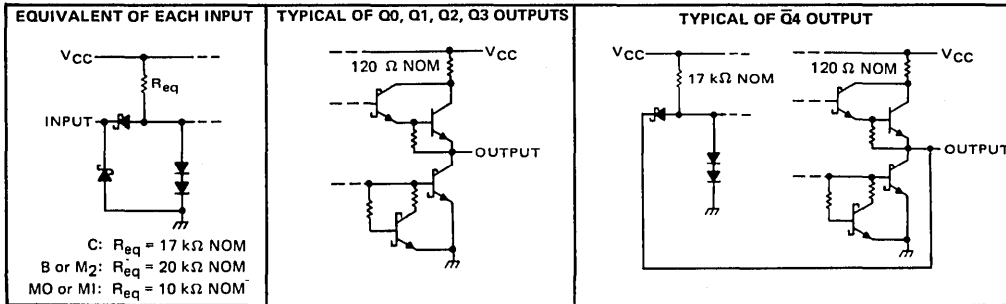 EQUIVALENT OF EACH INPUT
VCC
Req
INPUT
C: Req = 17 kΩ NOM
B or M2: Req = 20 kΩ NOM
MO or MI: Req = 10 kΩ NOM
TYPICAL OF Q0, Q1, Q2, Q3 OUTPUTS
VCC
120 Ω NOM
OUTPUT
TYPICAL OF Q̅4 OUTPUT
VCC
17 kΩ NOM
VCC
120 Ω NOM
OUTPUT